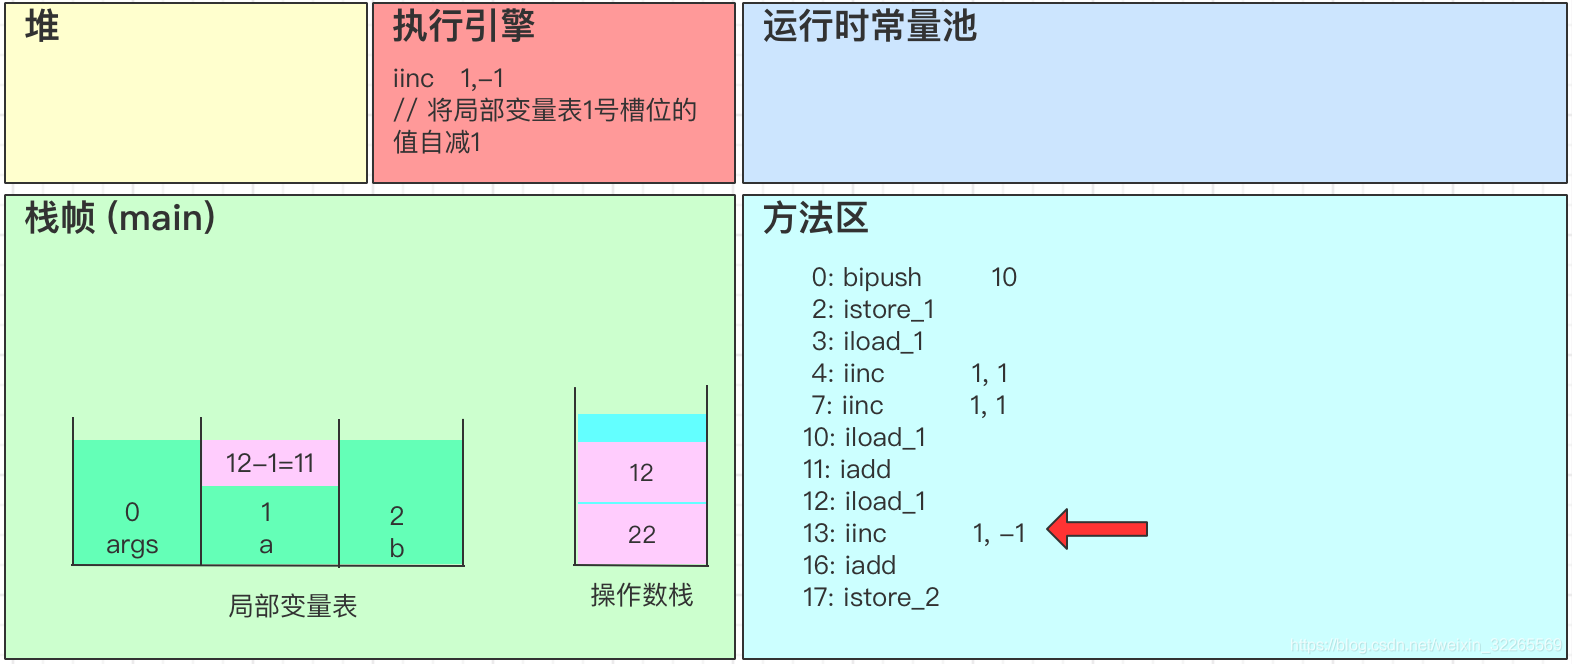 堆
执行引擎
iinc 1,-1
// 将局部变量表1号槽位的
值自减1
运行时常量池
栈帧 (main)
12-1=11
0
args
1
a
2
b
局部变量表
12
22
操作数栈
方法区
0: bipush 10
2: istore_1
3: iload_1
4: iinc 1, 1
7: iinc 1, 1
10: iload_1
11: iadd
12: iload_1
13: iinc 1, -1
16: iadd
17: istore_2
https://blog.csdn.net/weixin_32265569